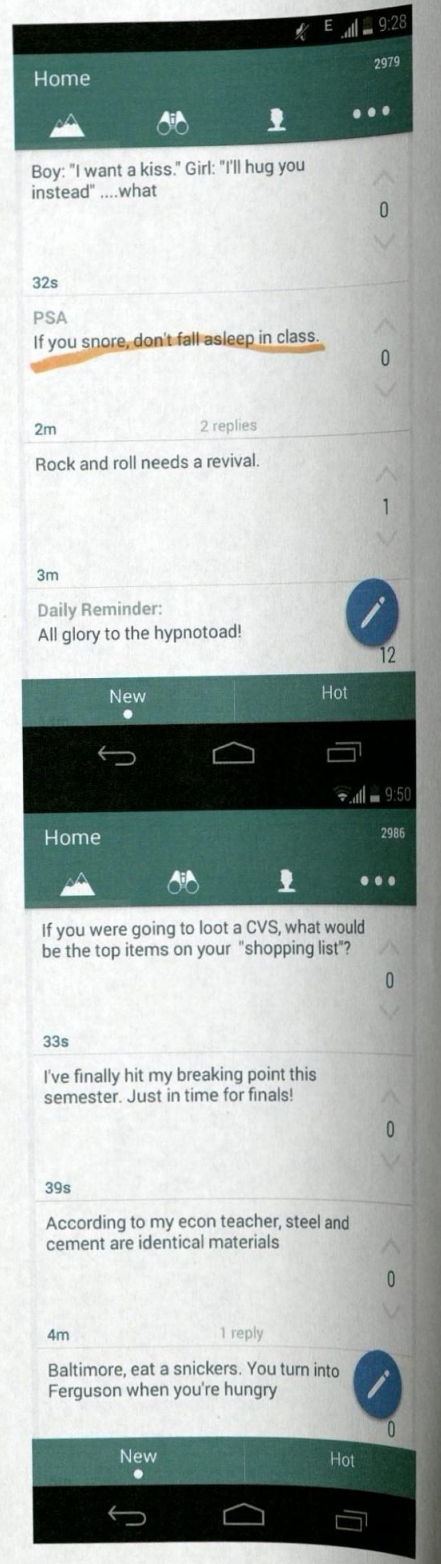 E 9:28
Home 2979
Boy: "I want a kiss." Girl: "I'll hug you
instead" ....what
0
32s
PSA
If you snore, don't fall asleep in class.
0
2m 2 replies
Rock and roll needs a revival.
1
3m
Daily Reminder:
All glory to the hypnotoad!
12
New Hot
9:50
Home 2986
If you were going to loot a CVS, what would
be the top items on your "shopping list"?
0
33s
I've finally hit my breaking point this
semester. Just in time for finals!
0
39s
According to my econ teacher, steel and
cement are identical materials
0
4m 1 reply
Baltimore, eat a snickers. You turn into
Ferguson when you're hungry
0
New Hot